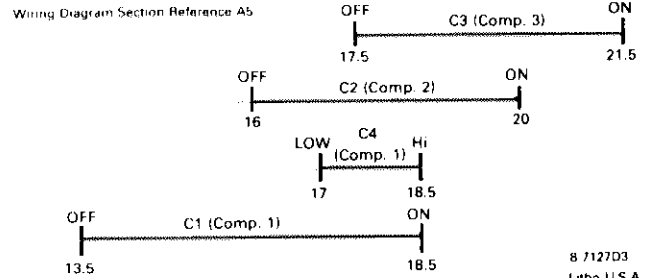 Wiring Diagram Section Reference A5
OFF ON
C3 (Comp. 3)
17.5 21.5
OFF ON
C2 (Comp. 2)
16 20
LOW C4 Hi
(Comp. 1)
17 18.5
OFF ON
C1 (Comp. 1)
13.5 18.5
8 7127D3
Litho U.S.A.